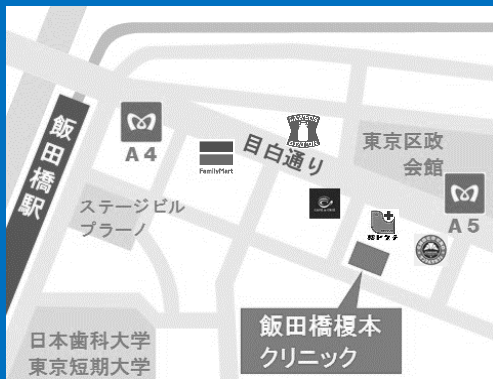 飯田橋駅
A4
FamilyMart
LAWSON
目白通り
東京区政
会館
A5
ステージビル
プラーノ
飯田橋榎本
クリニック
日本歯科大学
東京短期大学